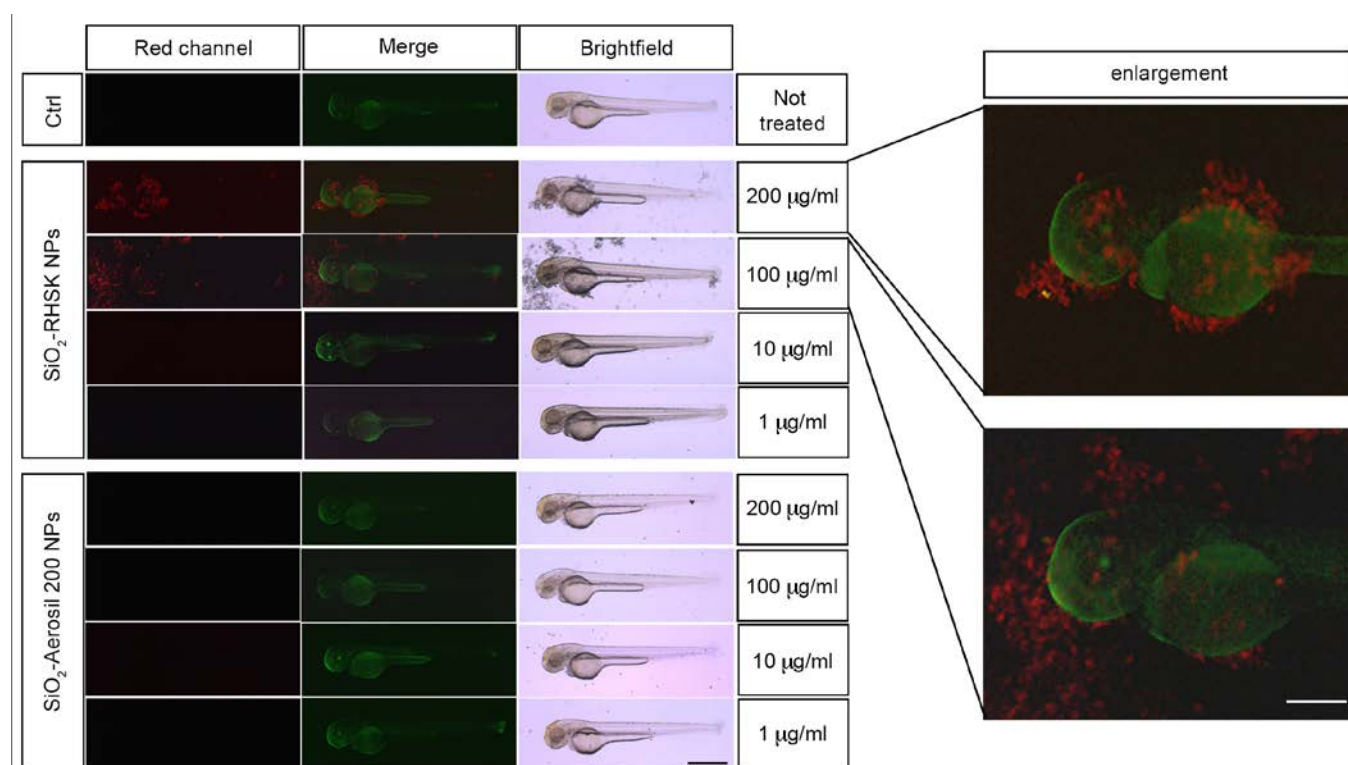 Red channel
Merge
Brightfield
enlargement
Ctrl
Not
treated
SiO₂-RHSK NPs
200 µg/ml
100 µg/ml
10 µg/ml
1 µg/ml
SiO₂-Aerosil 200 NPs
200 µg/ml
100 µg/ml
10 µg/ml
1 µg/ml